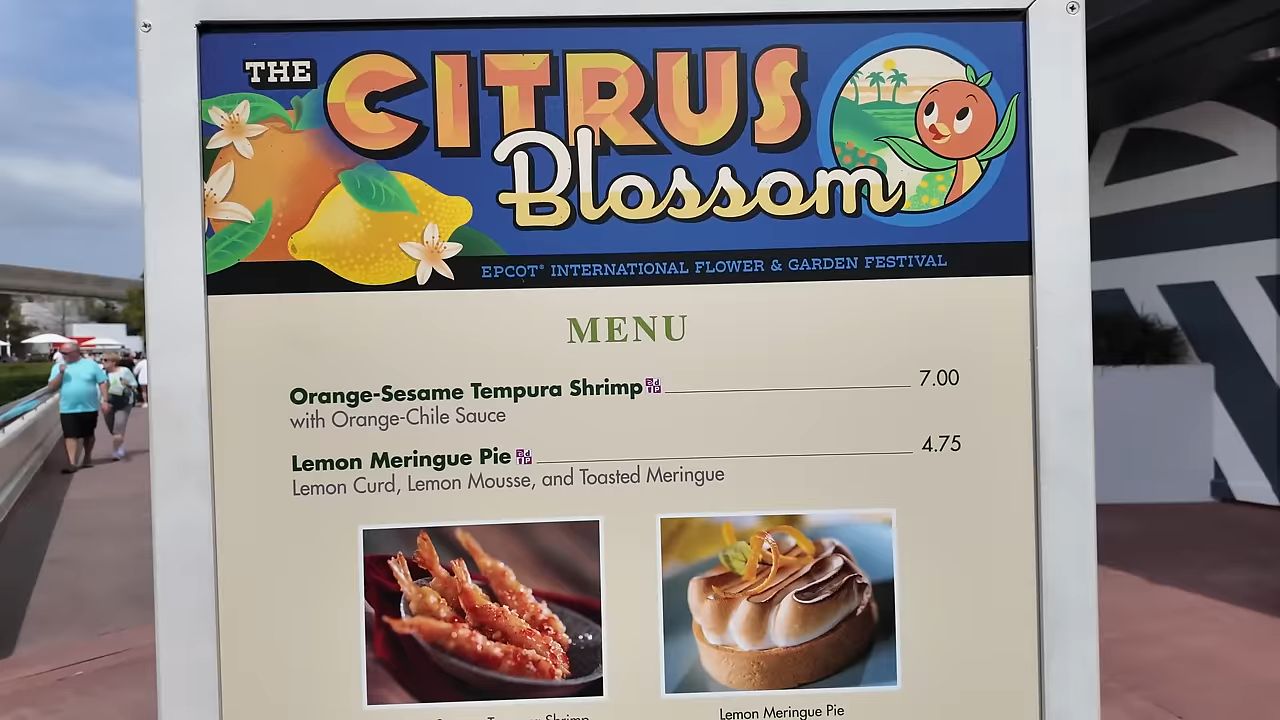 THE CITRUS
Blossom
EPCOT® INTERNATIONAL FLOWER & GARDEN FESTIVAL
MENU
Orange-Sesame Tempura Shrimp 7.00
with Orange-Chile Sauce
Lemon Meringue Pie 4.75
Lemon Curd, Lemon Mousse, and Toasted Meringue
Lemon Meringue Pie